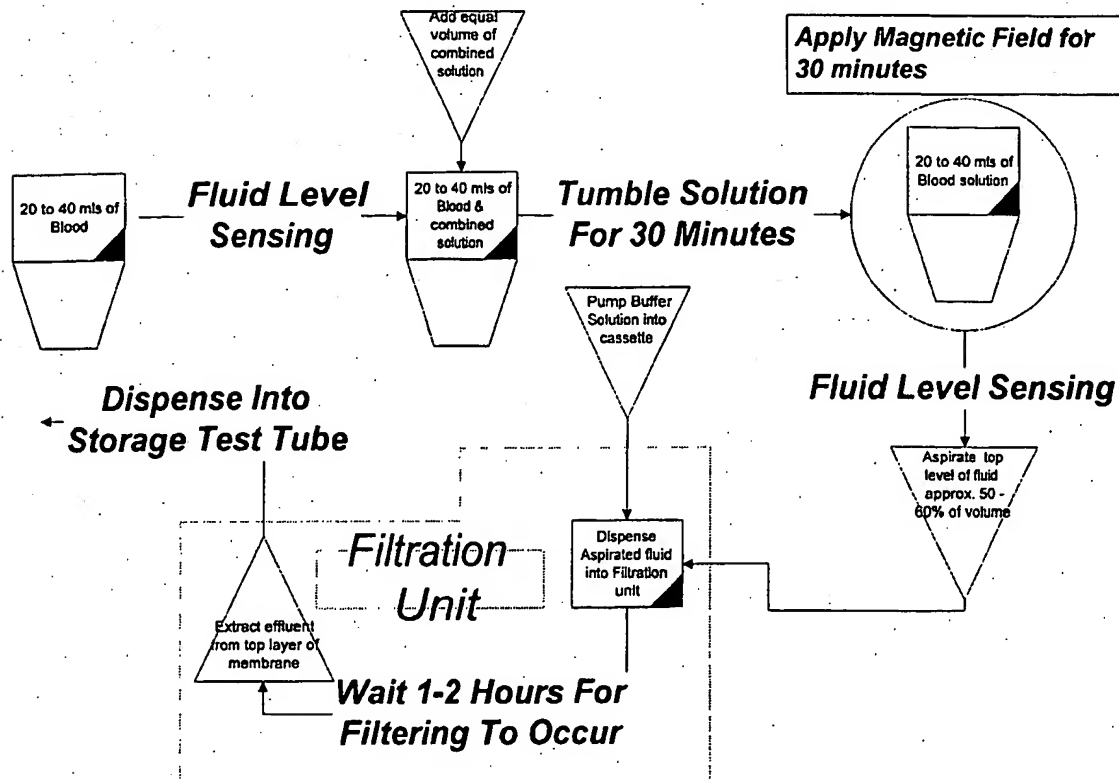 Add equal
volume of
combined
solution
Apply Magnetic Field for
30 minutes
20 to 40 mls of
Blood
Fluid Level
Sensing
20 to 40 mls of
Blood &
combined
solution
Tumble Solution
For 30 Minutes
20 to 40 mls of
Blood solution
Pump Buffer
Solution into
cassette
Fluid Level Sensing
Dispense Into
Storage Test Tube
Aspirate top
level of fluid
approx. 50 -
60% of volume
Filtration
Unit
Dispense
Aspirated fluid
into Filtration
unit
Extract effluent
from top layer of
membrane
Wait 1-2 Hours For
Filtering To Occur